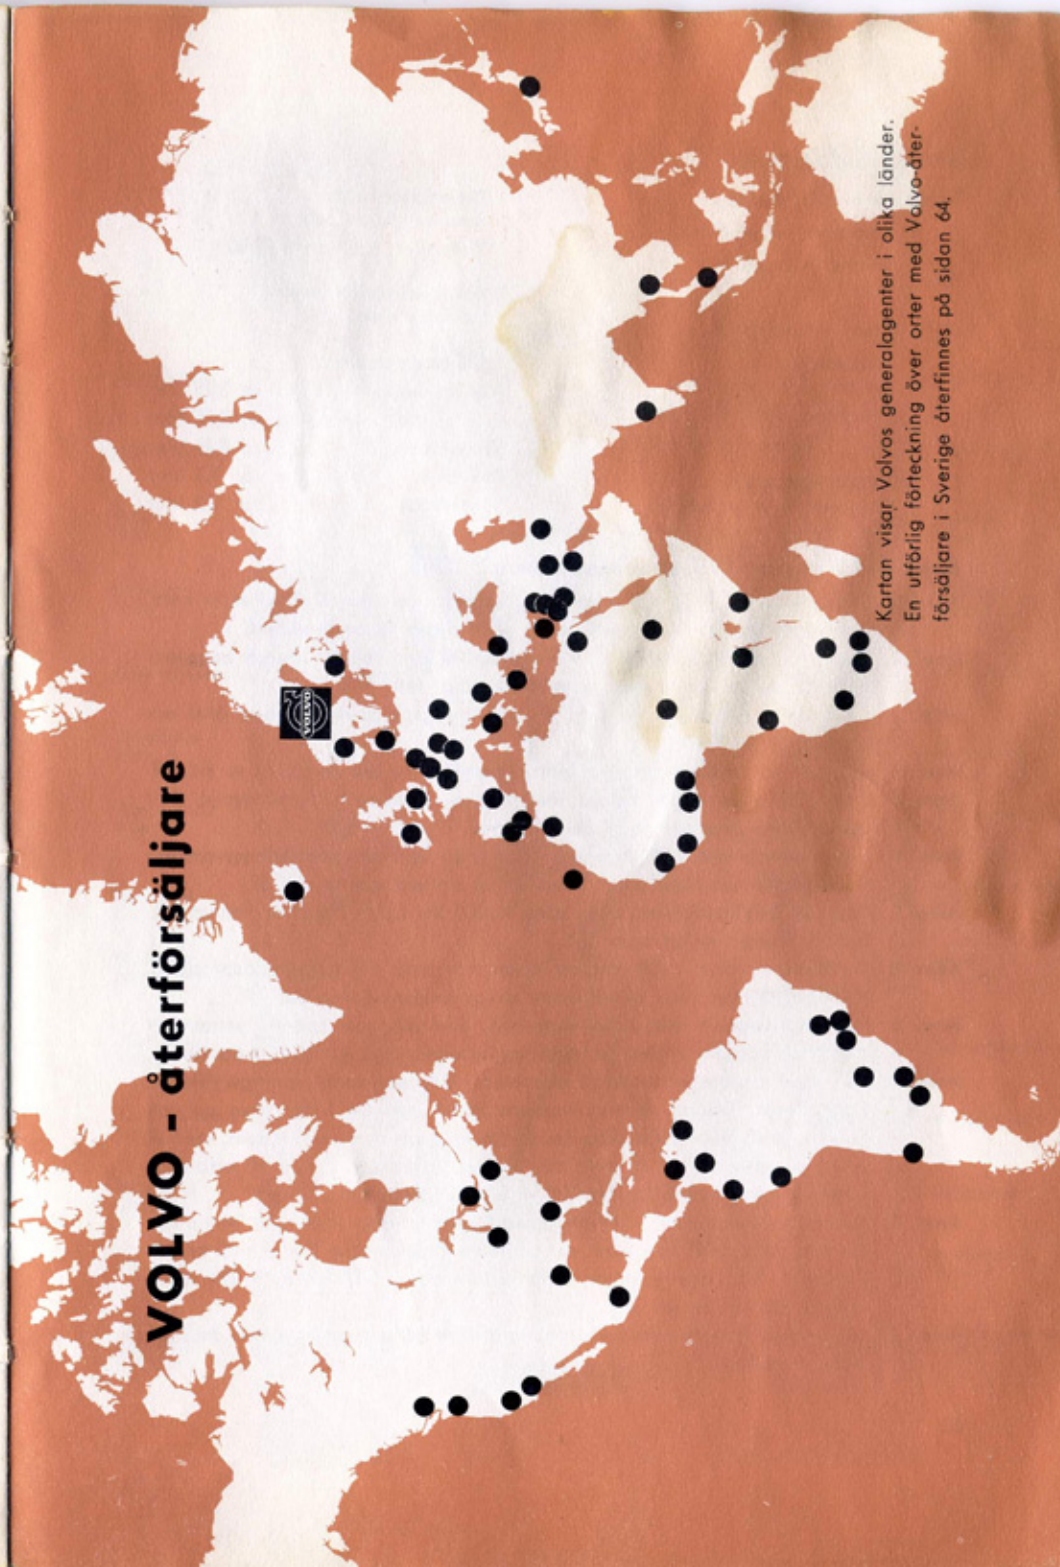 VOLVO - återförsäljare
VOLVO
Kartan visar Volvos generalagenter i olika länder.
En utförlig förteckning över orter med Volvo-åter-
försäljare i Sverige återfinnes på sidan 64.